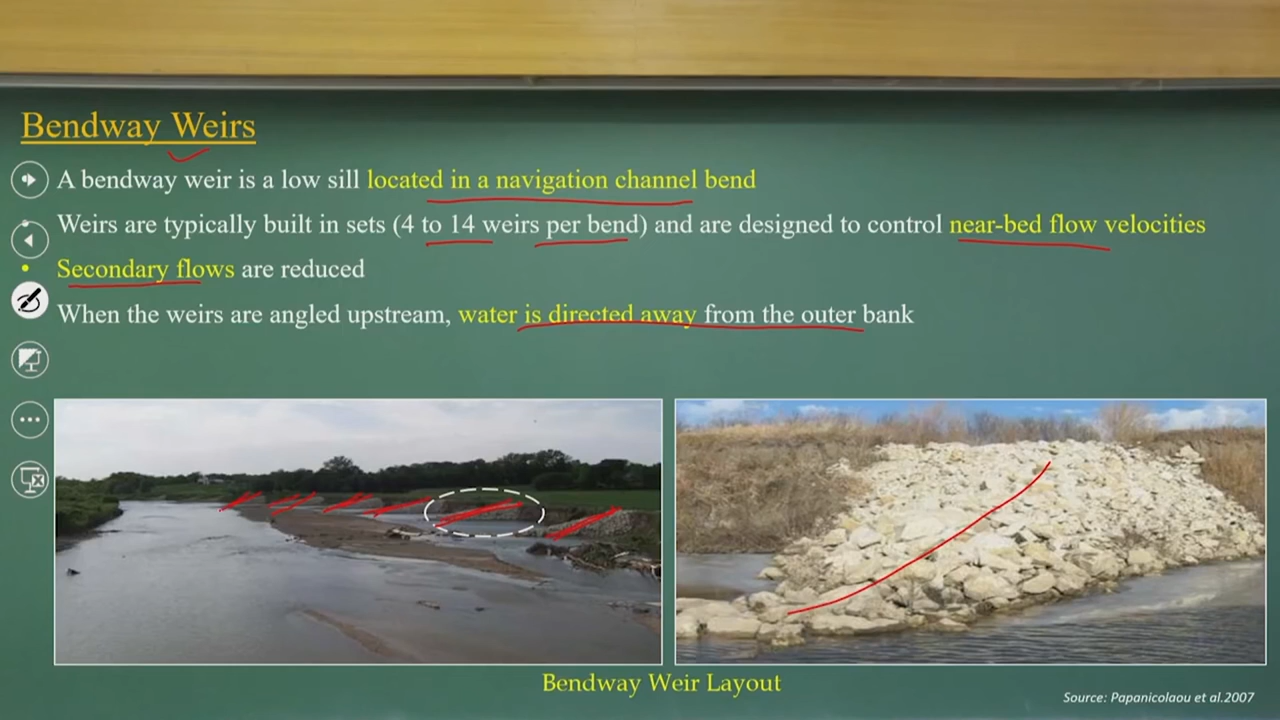 Bendway Weirs
A bendway weir is a low sill located in a navigation channel bend
Weirs are typically built in sets (4 to 14 weirs per bend) and are designed to control near-bed flow velocities
• Secondary flows are reduced
When the weirs are angled upstream, water is directed away from the outer bank
Bendway Weir Layout
Source: Papanicolaou et al.2007